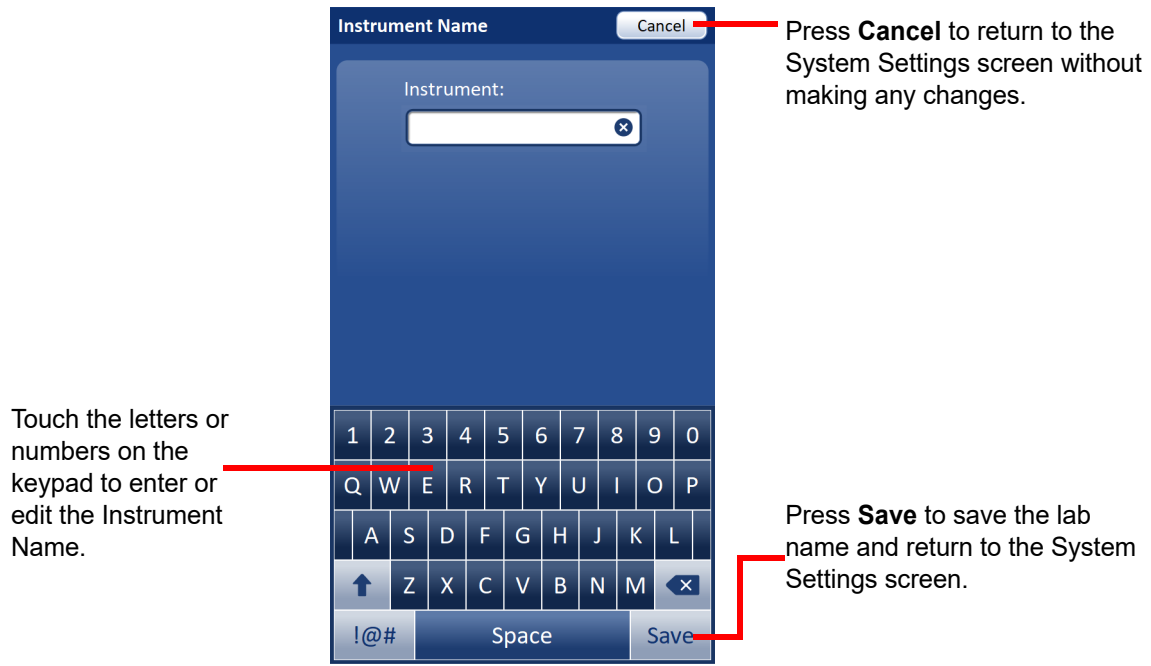 Instrument Name
Cancel
Press Cancel to return to the
System Settings screen without
making any changes.
Instrument:
Touch the letters or
numbers on the
keypad to enter or
edit the Instrument
Name.
1 2 3 4 5 6 7 8 9 0
Q W E R T Y U I O P
A S D F G H J K L
Z X C V B N M
!@# Space Save
Press Save to save the lab
name and return to the System
Settings screen.